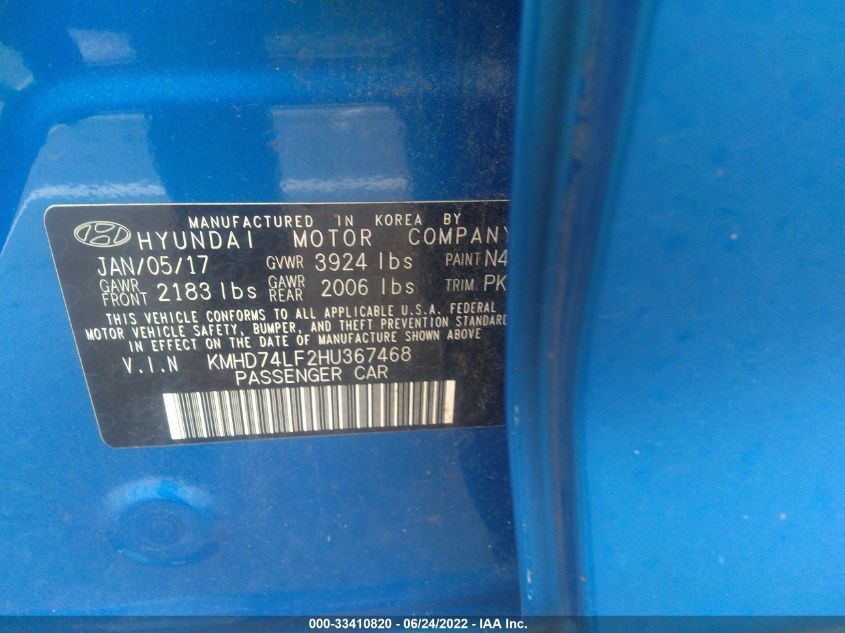 MANUFACTURED IN KOREA BY
HYUNDAI MOTOR COMPANY
JAN/05/17 GVWR 3924 lbs PAINT N4
GAWR FRONT 2183 lbs GAWR REAR 2006 lbs TRIM PK
THIS VEHICLE CONFORMS TO ALL APPLICABLE U.S.A. FEDERAL
MOTOR VEHICLE SAFETY, BUMPER, AND THEFT PREVENTION STANDARD
IN EFFECT ON THE DATE OF MANUFACTURE SHOWN ABOVE
V.I.N KMHD74LF2HU367468
PASSENGER CAR
000-33410820 - 06/24/2022 - IAA Inc.